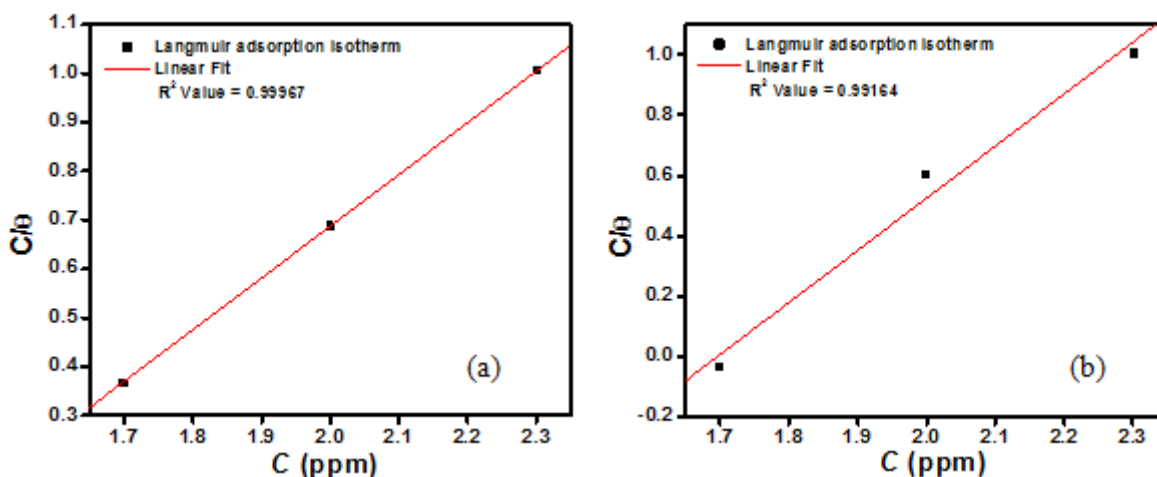 1.1
1.0
0.9
0.8
0.7
0.6
0.5
0.4
0.3
C/θ
Langmuir adsorption isotherm
Linear Fit
R² Value = 0.99967
(a)
1.7 1.8 1.9 2.0 2.1 2.2 2.3
C (ppm)
1.0
0.8
0.6
0.4
0.2
0.0
-0.2
C/θ
Langmuir adsorption isotherm
Linear Fit
R² Value = 0.99164
(b)
1.7 1.8 1.9 2.0 2.1 2.2 2.3
C (ppm)